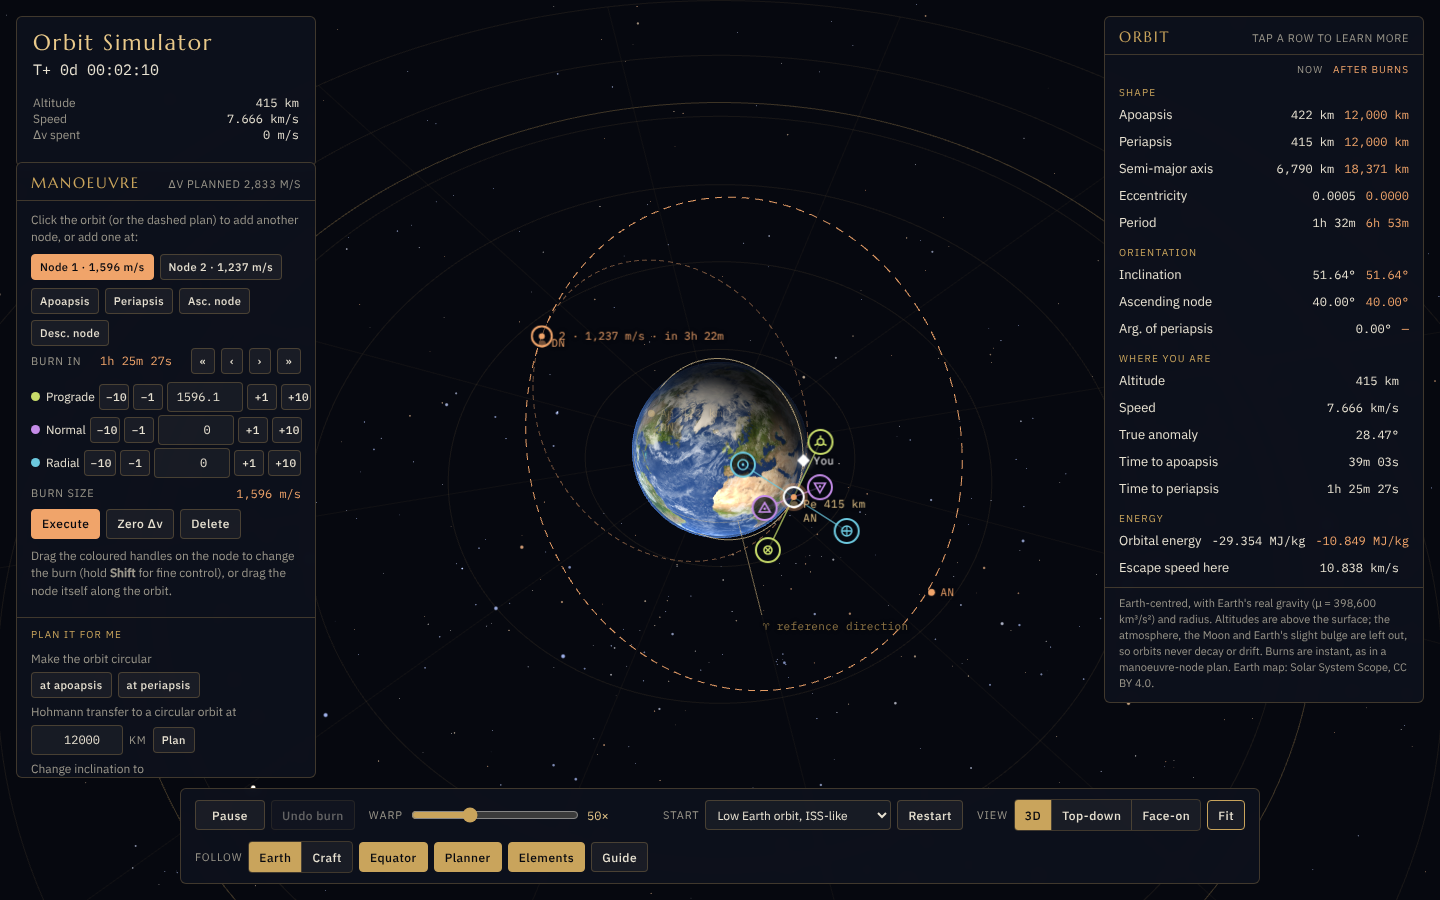 Orbit Simulator
T+ 0d 00:02:10
Altitude 415 km
Speed 7.666 km/s
Δv spent 0 m/s
MANOEUVRE ΔV PLANNED 2,833 M/S
Click the orbit (or the dashed plan) to add another
node, or add one at:
Node 1 · 1,596 m/s Node 2 · 1,237 m/s
Apoapsis Periapsis Asc. node
Desc. node
BURN IN 1h 25m 27s « ‹ › »
Prograde −10 −1 1596.1 +1 +10
Normal −10 −1 0 +1 +10
Radial −10 −1 0 +1 +10
BURN SIZE 1,596 m/s
Execute Zero Δv Delete
Drag the coloured handles on the node to change
the burn (hold Shift for fine control), or drag the
node itself along the orbit.
PLAN IT FOR ME
Make the orbit circular
at apoapsis at periapsis
Hohmann transfer to a circular orbit at
12000 KM Plan
Change inclination to
2 · 1,237 m/s · in 3h 22m
DN
You
Pe 415 km
AN
AN
♈ reference direction
ORBIT TAP A ROW TO LEARN MORE
NOW AFTER BURNS
SHAPE
Apoapsis 422 km 12,000 km
Periapsis 415 km 12,000 km
Semi-major axis 6,790 km 18,371 km
Eccentricity 0.0005 0.0000
Period 1h 32m 6h 53m
ORIENTATION
Inclination 51.64° 51.64°
Ascending node 40.00° 40.00°
Arg. of periapsis 0.00° —
WHERE YOU ARE
Altitude 415 km
Speed 7.666 km/s
True anomaly 28.47°
Time to apoapsis 39m 03s
Time to periapsis 1h 25m 27s
ENERGY
Orbital energy -29.354 MJ/kg -10.849 MJ/kg
Escape speed here 10.838 km/s
Earth-centred, with Earth's real gravity (μ = 398,600
km³/s²) and radius. Altitudes are above the surface; the
atmosphere, the Moon and Earth's slight bulge are left out,
so orbits never decay or drift. Burns are instant, as in a
manoeuvre-node plan. Earth map: Solar System Scope, CC
BY 4.0.
Pause Undo burn WARP 50× START Low Earth orbit, ISS-like Restart VIEW 3D Top-down Face-on Fit
FOLLOW Earth Craft Equator Planner Elements Guide